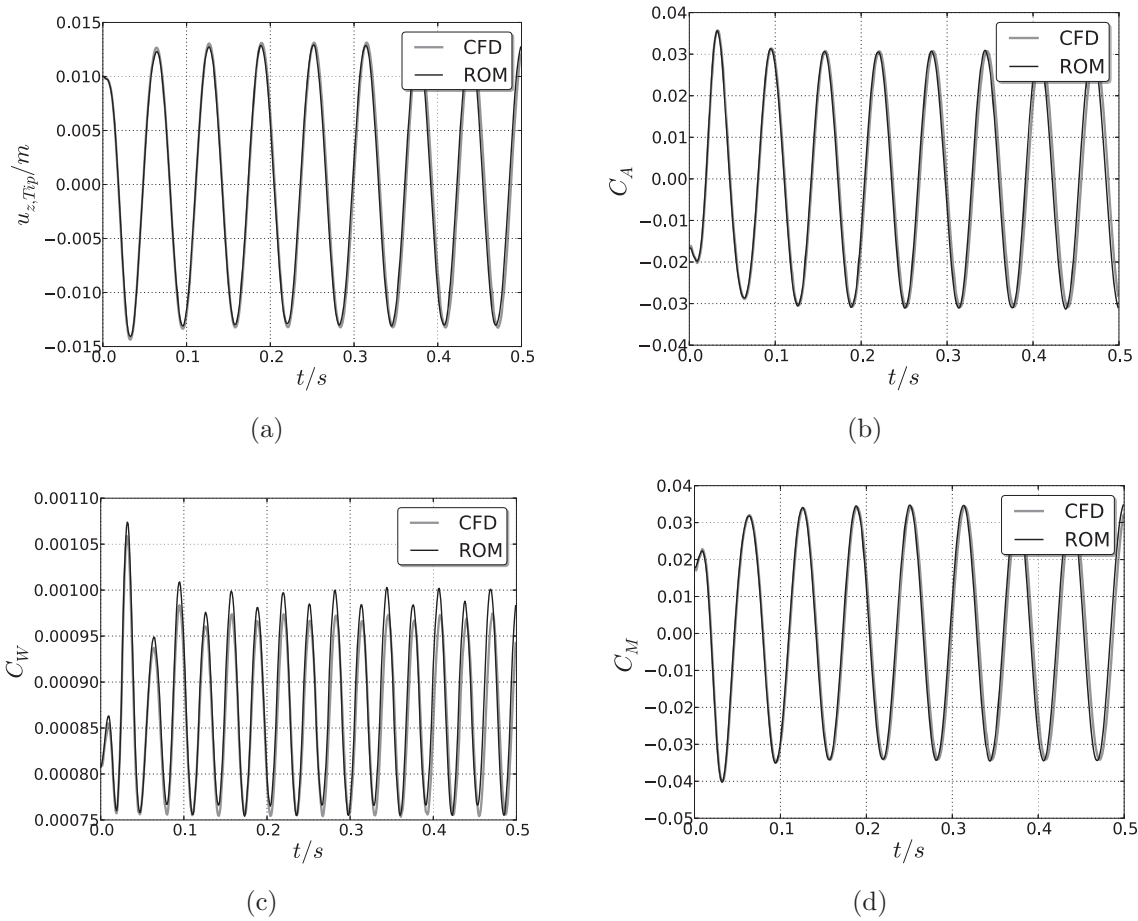 0.015
0.010
0.005
0.000
−0.005
−0.010
−0.015
0.0 0.1 0.2 0.3 0.4 0.5
u_{z,Tip}/m
t/s
CFD
ROM
(a)
0.04
0.03
0.02
0.01
0.00
−0.01
−0.02
−0.03
−0.04
0.0 0.1 0.2 0.3 0.4 0.5
C_A
t/s
CFD
ROM
(b)
0.00110
0.00105
0.00100
0.00095
0.00090
0.00085
0.00080
0.00075
0.0 0.1 0.2 0.3 0.4 0.5
C_W
t/s
CFD
ROM
(c)
0.04
0.03
0.02
0.01
0.00
−0.01
−0.02
−0.03
−0.04
−0.05
0.0 0.1 0.2 0.3 0.4 0.5
C_M
t/s
CFD
ROM
(d)